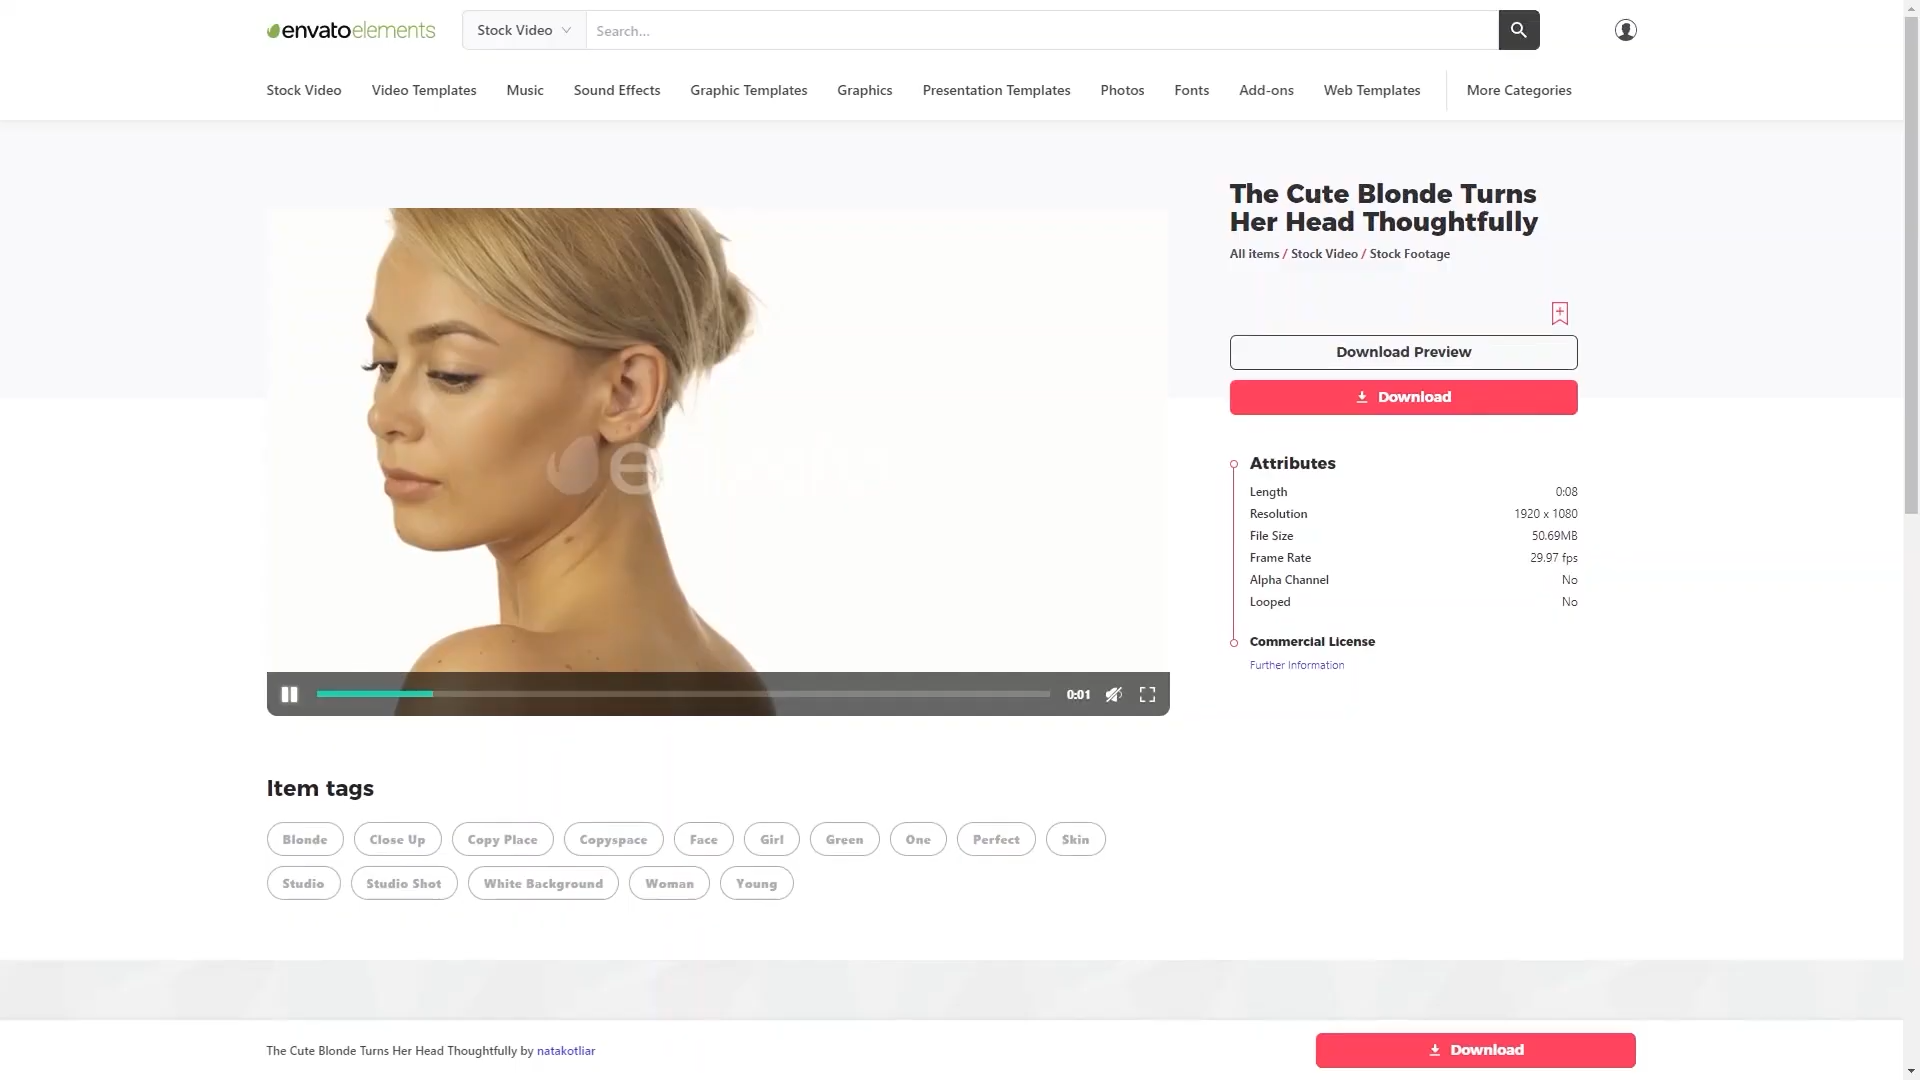 envatoelements
Stock Video
Search...
Stock Video Video Templates Music Sound Effects Graphic Templates Graphics Presentation Templates Photos Fonts Add-ons Web Templates More Categories
The Cute Blonde Turns
Her Head Thoughtfully
All items / Stock Video / Stock Footage
Download Preview
Download
Attributes
Length 0:08
Resolution 1920 x 1080
File Size 50.69MB
Frame Rate 29.97 fps
Alpha Channel No
Looped No
Commercial License
Further Information
0:01
Item tags
Blonde Close Up Copy Place Copyspace Face Girl Green One Perfect Skin
Studio Studio Shot White Background Woman Young
The Cute Blonde Turns Her Head Thoughtfully by natakotliar
Download